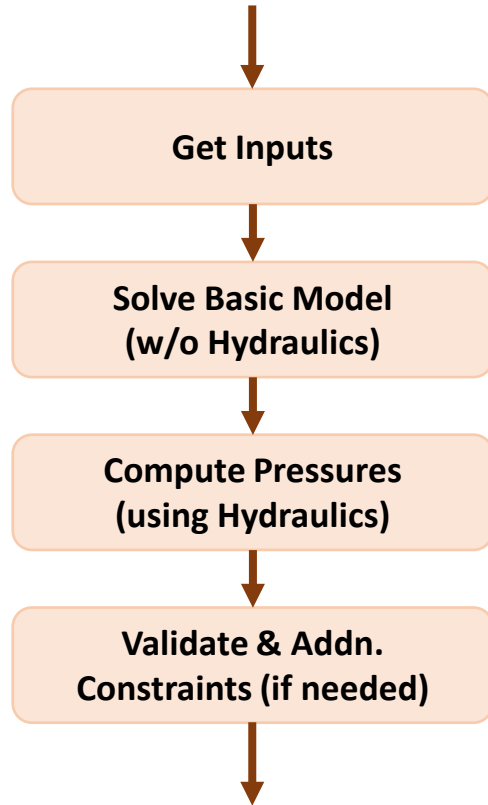 Get Inputs
Solve Basic Model
(w/o Hydraulics)
Compute Pressures
(using Hydraulics)
Validate & Addn.
Constraints (if needed)